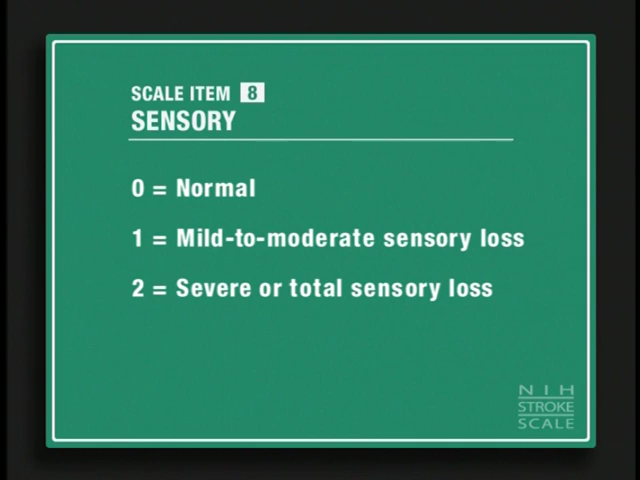 SCALE ITEM 8
SENSORY
0 = Normal
1 = Mild-to-moderate sensory loss
2 = Severe or total sensory loss
NIH
STROKE
SCALE